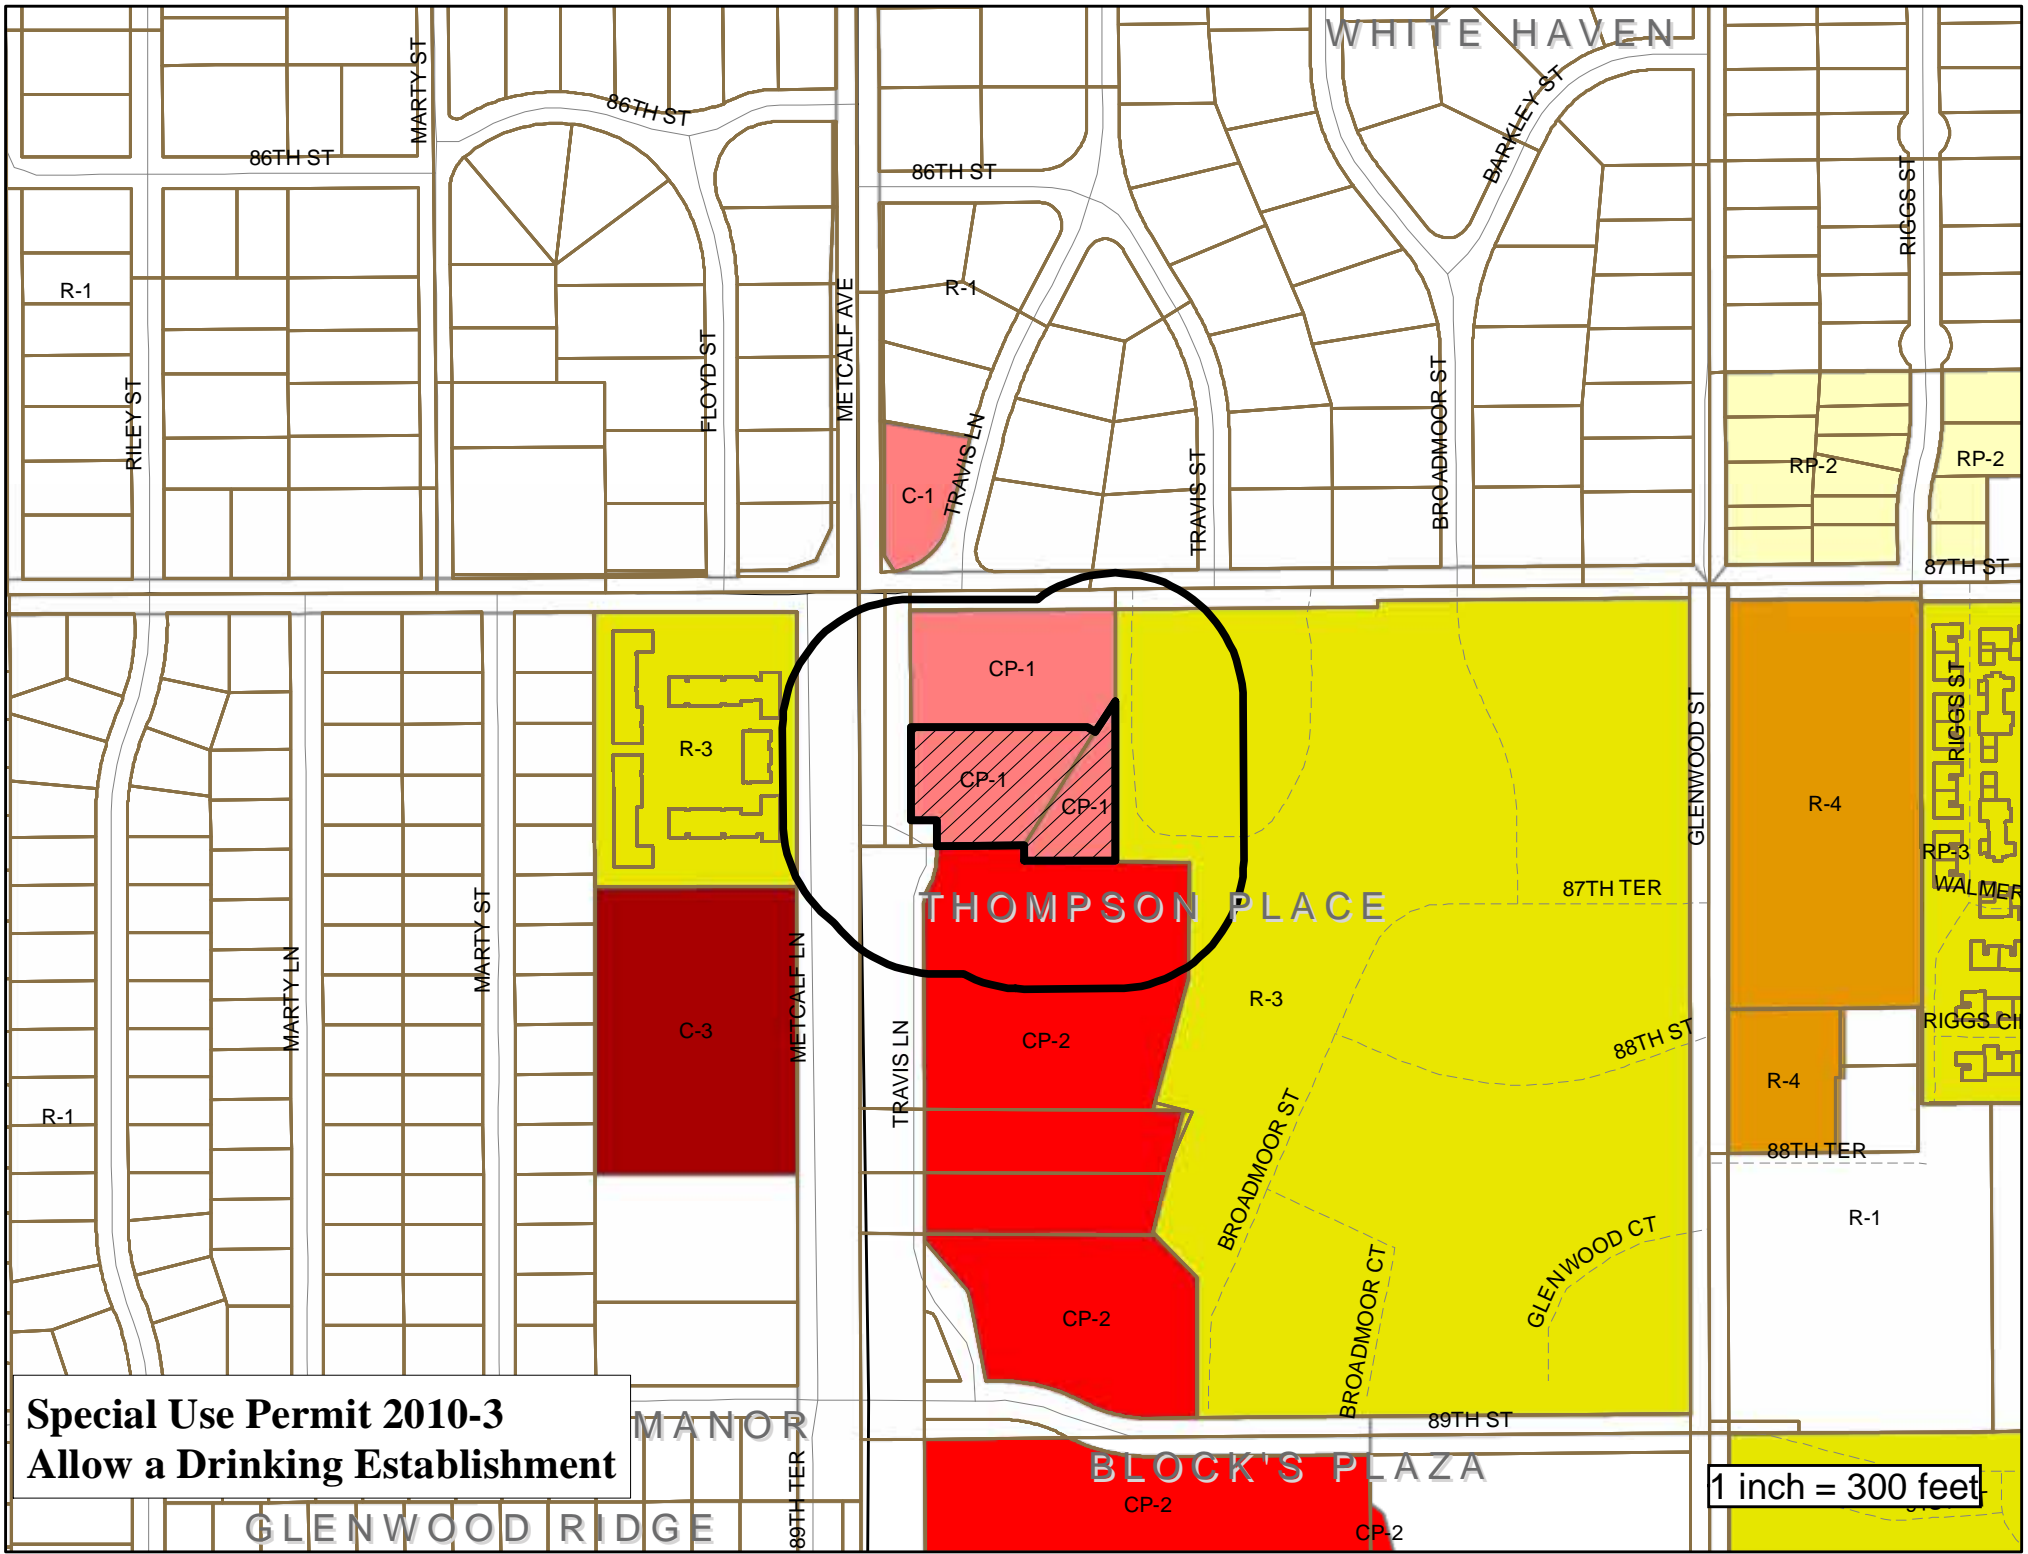 WHITE HAVEN
MARTY ST
86TH ST
BARKLEY ST
86TH ST
86TH ST
RIGGS ST
R-1
R-1
METCALF AVE
FLOYD ST
RILEY ST
BROADMOOR ST
TRAVIS LN
TRAVIS ST
C-1
RP-2
RP-2
87TH ST
CP-1
R-3
CP-1
CP-1
GLENWOOD ST
RIGGS ST
R-4
RP-3
WALMER
87TH TER
THOMPSON PLACE
MARTY ST
MARTY LN
METCALF LN
C-3
R-3
CP-2
TRAVIS LN
88TH ST
RIGGS CI
R-4
R-1
BROADMOOR ST
88TH TER
R-1
GLENWOOD CT
BROADMOOR CT
CP-2
89TH ST
Special Use Permit 2010-3
Allow a Drinking Establishment
MANOR
BLOCK'S PLAZA
1 inch = 300 feet
89TH TER
CP-2
CP-2
GLENWOOD RIDGE